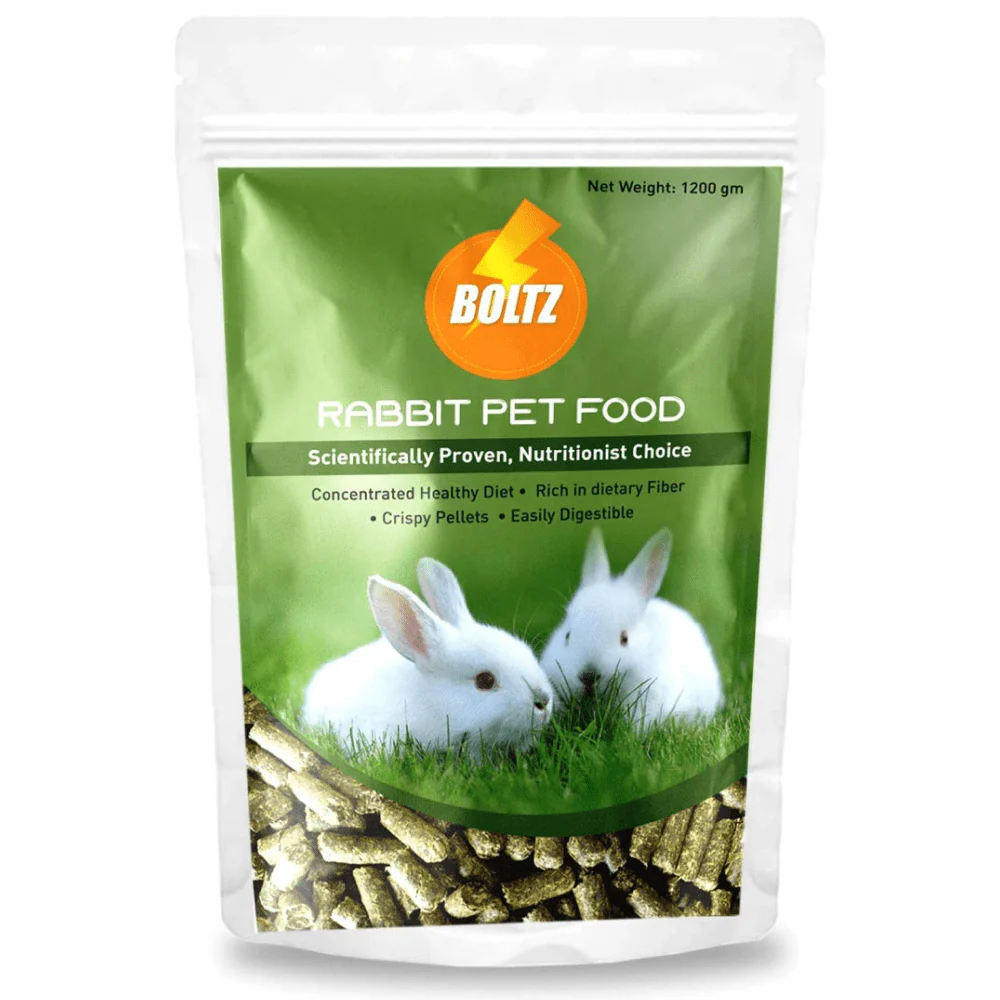 Net Weight: 1200 gm
BOLTZ
RABBIT PET FOOD
Scientifically Proven, Nutritionist Choice
Concentrated Healthy Diet • Rich in dietary Fiber
• Crispy Pellets • Easily Digestible